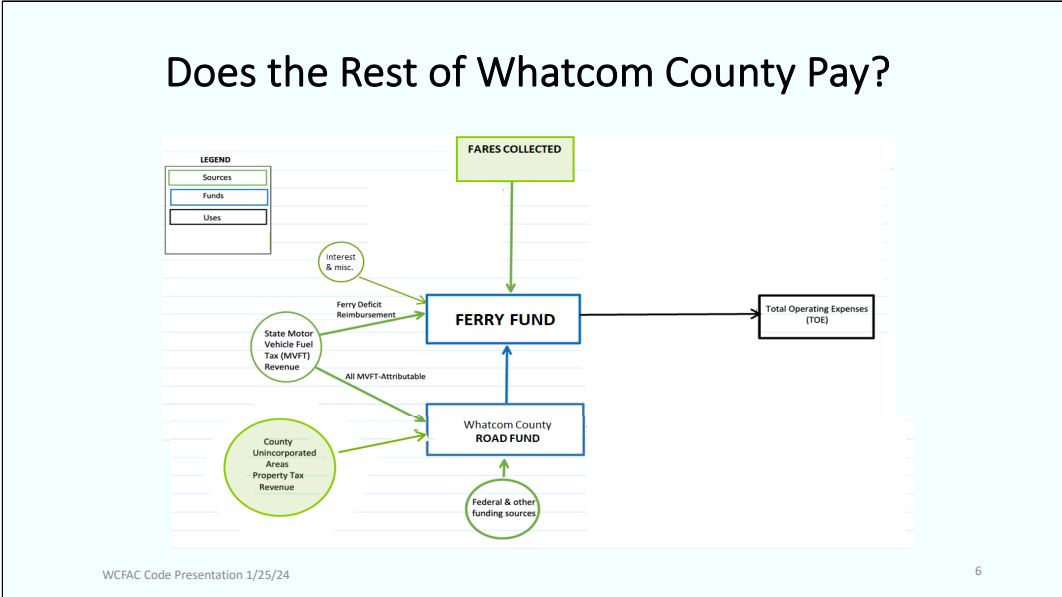 Does the Rest of Whatcom County Pay?
LEGEND
Sources
Funds
Uses
FARES COLLECTED
Interest
& misc.
Ferry Deficit
Reimbursement
FERRY FUND
Total Operating Expenses
(TOE)
State Motor
Vehicle Fuel
Tax (MVFT)
Revenue
All MVFT-Attributable
Whatcom County
ROAD FUND
County
Unincorporated
Areas
Property Tax
Revenue
Federal & other
funding sources
WCFAC Code Presentation 1/25/24
6